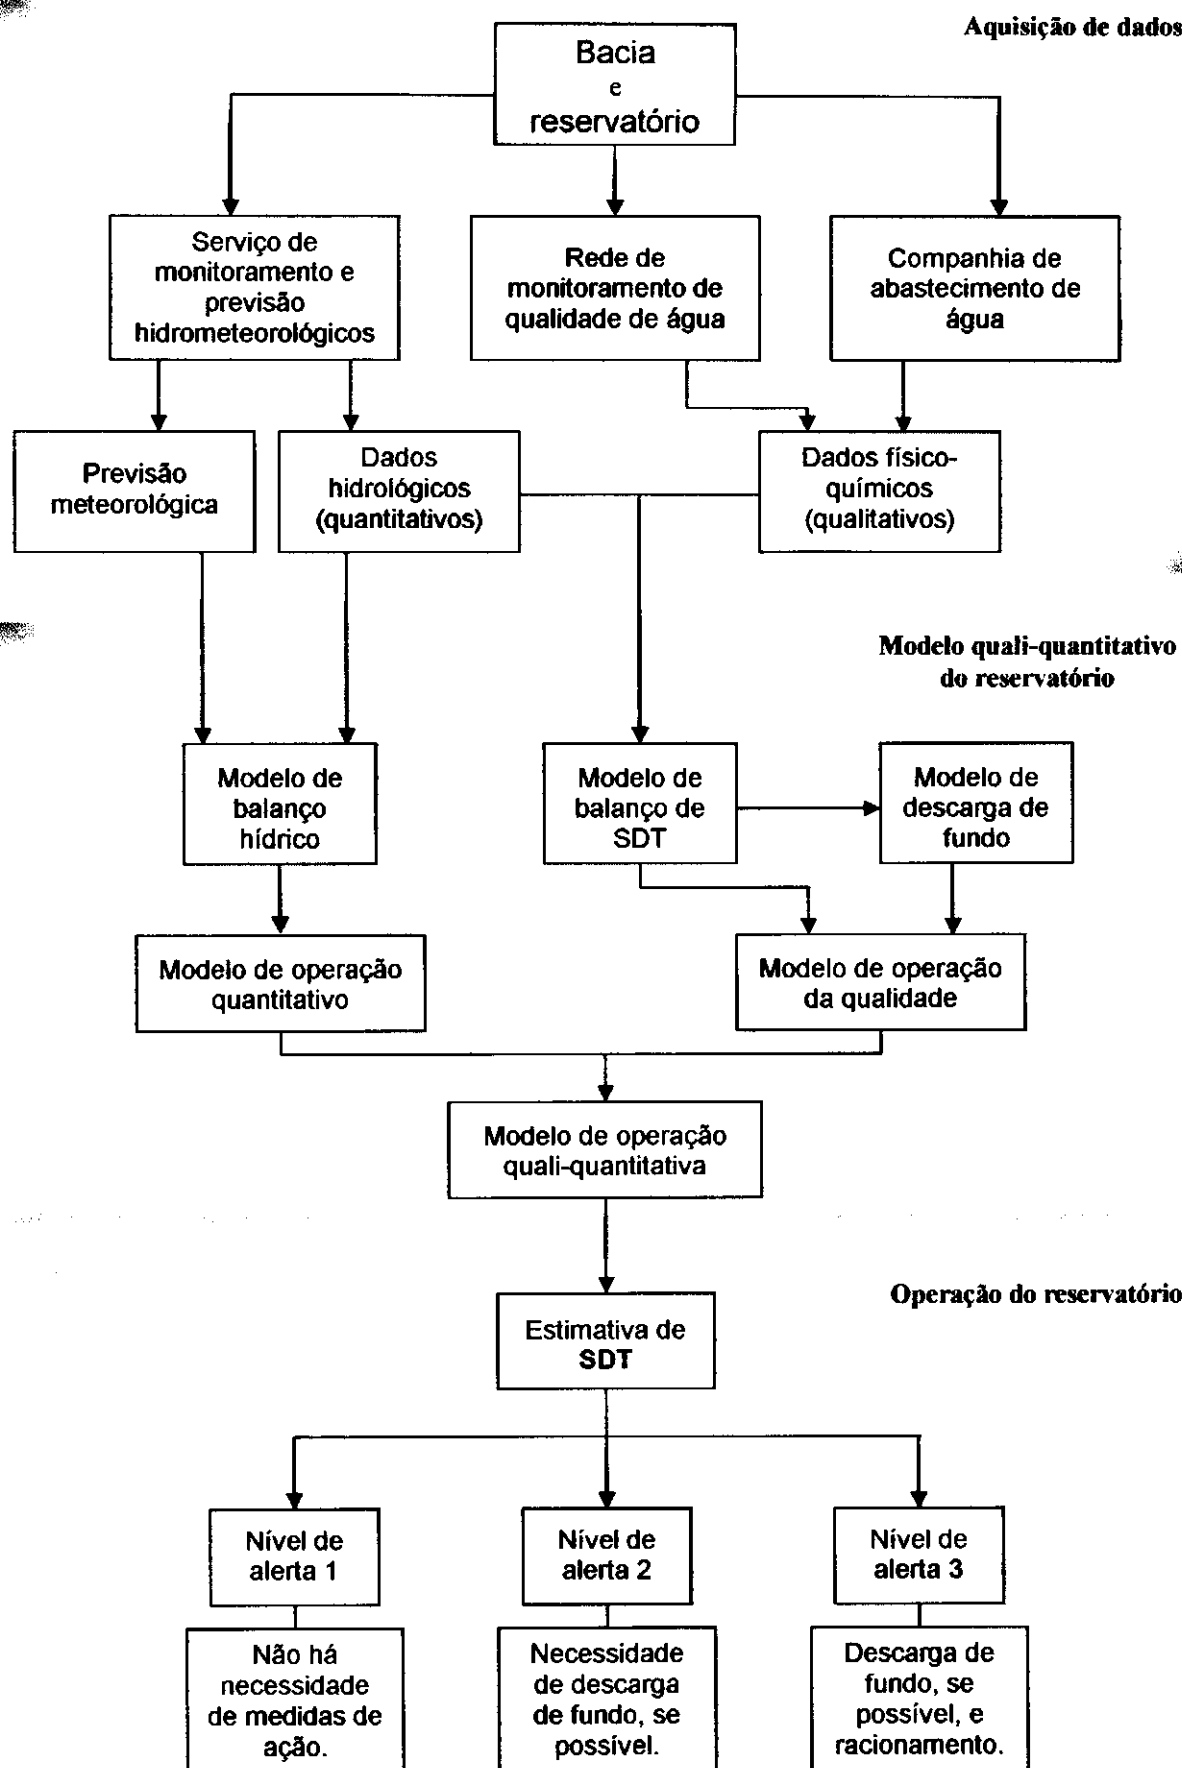 Aquisição de dados
Bacia
e
reservatório
Serviço de
monitoramento e
previsão
hidrometeorológicos
Rede de
monitoramento de
qualidade de água
Companhia de
abastecimento de
água
Previsão
meteorológica
Dados
hidrológicos
(quantitativos)
Dados físico-
químicos
(qualitativos)
Modelo quali-quantitativo
do reservatório
Modelo de
balanço
hídrico
Modelo de
balanço de
SDT
Modelo de
descarga de
fundo
Modelo de operação
quantitativo
Modelo de operação
da qualidade
Modelo de operação
quali-quantitativa
Operação do reservatório
Estimativa de
SDT
Nível de
alerta 1
Nível de
alerta 2
Nível de
alerta 3
Não há
necessidade
de medidas de
ação.
Necessidade
de descarga
de fundo, se
possível.
Descarga de
fundo, se
possível, e
racionamento.